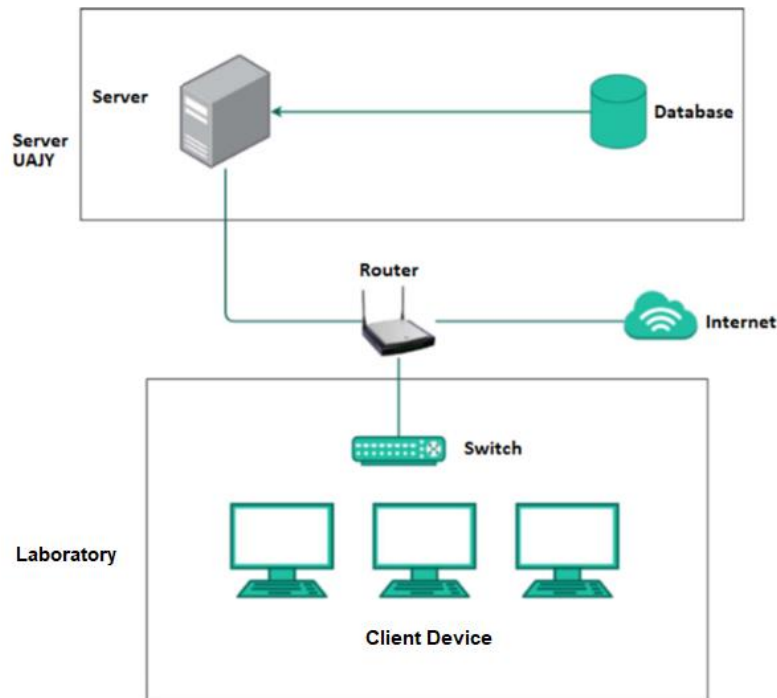 Server
Database
Server
UAJY
Router
Internet
Switch
Laboratory
Client Device